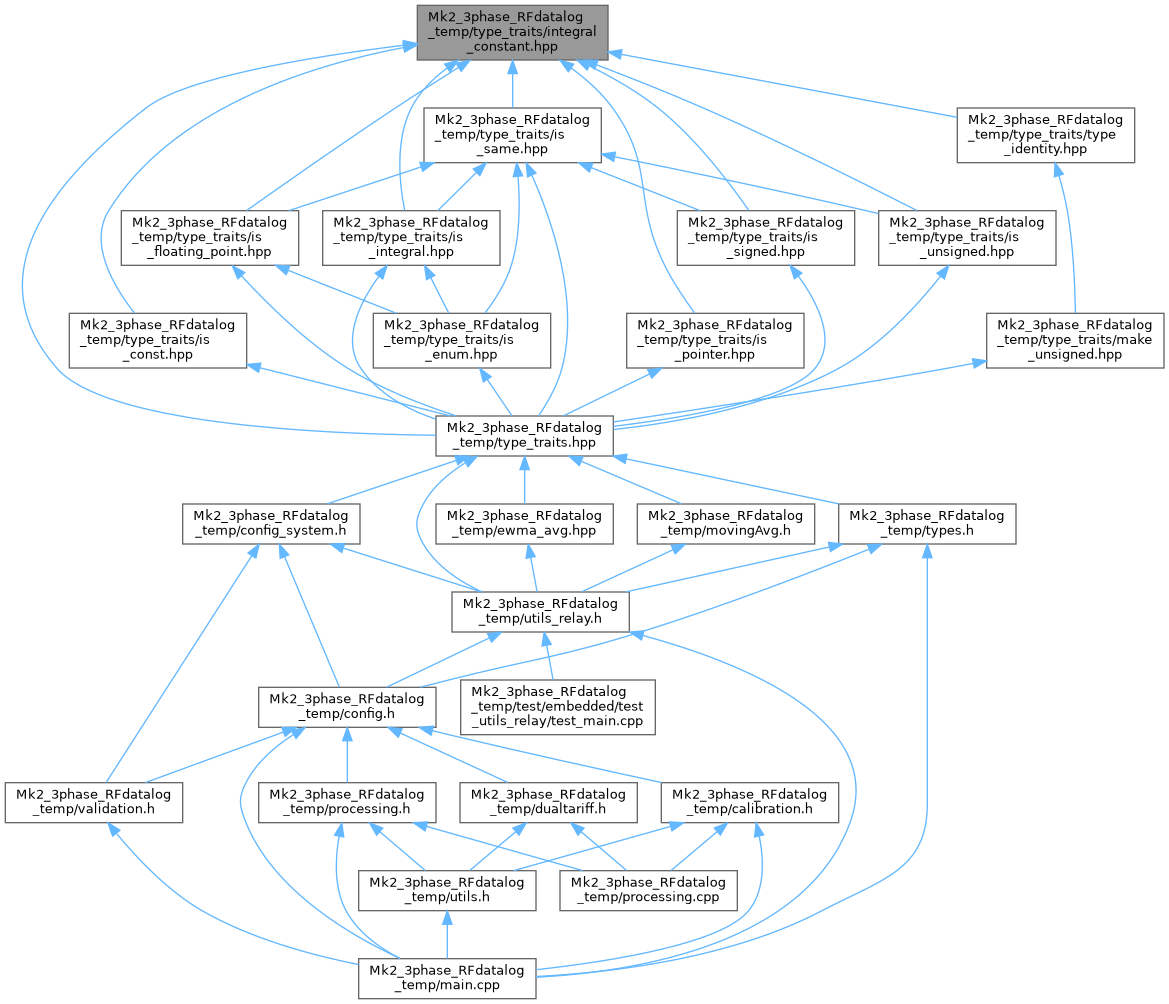 Mk2_3phase_RFdatalog
_temp/type_traits/integral
_constant.hpp
Mk2_3phase_RFdatalog
_temp/type_traits/is
_same.hpp
Mk2_3phase_RFdatalog
_temp/type_traits/type
_identity.hpp
Mk2_3phase_RFdatalog
_temp/type_traits/is
_floating_point.hpp
Mk2_3phase_RFdatalog
_temp/type_traits/is
_integral.hpp
Mk2_3phase_RFdatalog
_temp/type_traits/is
_signed.hpp
Mk2_3phase_RFdatalog
_temp/type_traits/is
_unsigned.hpp
Mk2_3phase_RFdatalog
_temp/type_traits/is
_const.hpp
Mk2_3phase_RFdatalog
_temp/type_traits/is
_enum.hpp
Mk2_3phase_RFdatalog
_temp/type_traits/is
_pointer.hpp
Mk2_3phase_RFdatalog
_temp/type_traits/make
_unsigned.hpp
Mk2_3phase_RFdatalog
_temp/type_traits.hpp
Mk2_3phase_RFdatalog
_temp/config_system.h
Mk2_3phase_RFdatalog
_temp/ewma_avg.hpp
Mk2_3phase_RFdatalog
_temp/movingAvg.h
Mk2_3phase_RFdatalog
_temp/types.h
Mk2_3phase_RFdatalog
_temp/utils_relay.h
Mk2_3phase_RFdatalog
_temp/config.h
Mk2_3phase_RFdatalog
_temp/test/embedded/test
_utils_relay/test_main.cpp
Mk2_3phase_RFdatalog
_temp/validation.h
Mk2_3phase_RFdatalog
_temp/processing.h
Mk2_3phase_RFdatalog
_temp/dualtariff.h
Mk2_3phase_RFdatalog
_temp/calibration.h
Mk2_3phase_RFdatalog
_temp/utils.h
Mk2_3phase_RFdatalog
_temp/processing.cpp
Mk2_3phase_RFdatalog
_temp/main.cpp